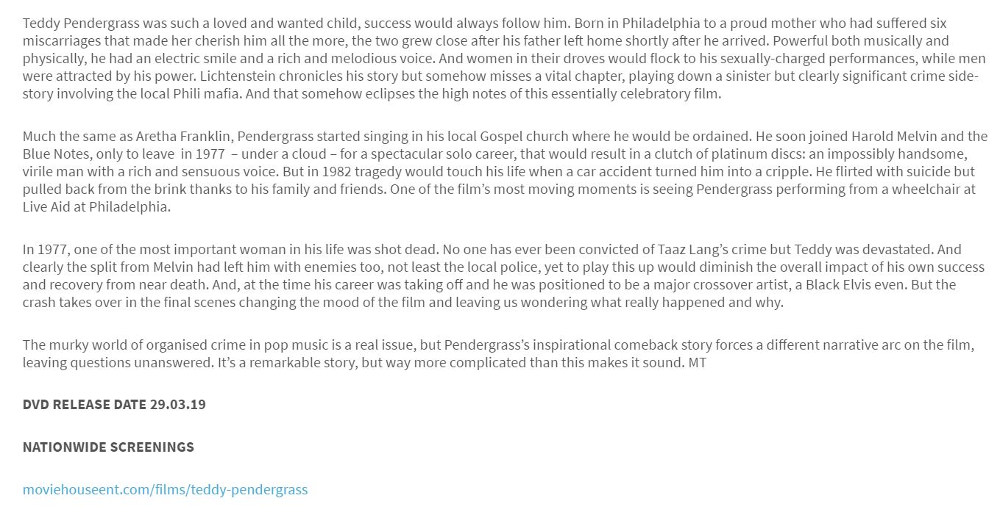 Teddy Pendergrass was such a loved and wanted child, success would always follow him. Born in Philadelphia to a proud mother who had suffered six
miscarriages that made her cherish him all the more, the two grew close after his father left home shortly after he arrived. Powerful both musically and
physically, he had an electric smile and a rich and melodious voice. And women in their droves would flock to his sexually-charged performances, while men
were attracted by his power. Lichtenstein chronicles his story but somehow misses a vital chapter, playing down a sinister but clearly significant crime side-
story involving the local Phili mafia. And that somehow eclipses the high notes of this essentially celebratory film.
Much the same as Aretha Franklin, Pendergrass started singing in his local Gospel church where he would be ordained. He soon joined Harold Melvin and the
Blue Notes, only to leave  in 1977  – under a cloud – for a spectacular solo career, that would result in a clutch of platinum discs: an impossibly handsome,
virile man with a rich and sensuous voice. But in 1982 tragedy would touch his life when a car accident turned him into a cripple. He flirted with suicide but
pulled back from the brink thanks to his family and friends. One of the film’s most moving moments is seeing Pendergrass performing from a wheelchair at
Live Aid at Philadelphia.
In 1977, one of the most important woman in his life was shot dead. No one has ever been convicted of Taaz Lang’s crime but Teddy was devastated. And
clearly the split from Melvin had left him with enemies too, not least the local police, yet to play this up would diminish the overall impact of his own success
and recovery from near death. And, at the time his career was taking off and he was positioned to be a major crossover artist, a Black Elvis even. But the
crash takes over in the final scenes changing the mood of the film and leaving us wondering what really happened and why.
The murky world of organised crime in pop music is a real issue, but Pendergrass’s inspirational comeback story forces a different narrative arc on the film,
leaving questions unanswered. It’s a remarkable story, but way more complicated than this makes it sound. MT
DVD RELEASE DATE 29.03.19
NATIONWIDE SCREENINGS
moviehouseent.com/films/teddy-pendergrass